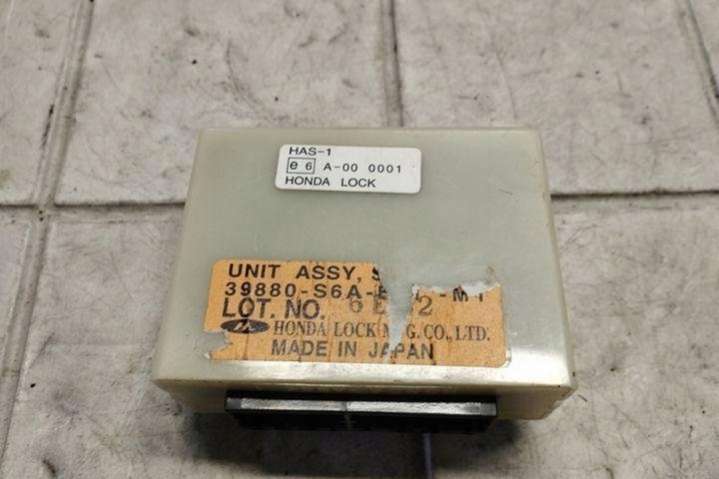 HAS-1
e 6 A-00 0001
HONDA LOCK
UNIT ASSY,
39880-S6A-
LOT. NO. 2
HONDA LOCK M G. CO., LTD.
MADE IN JAPAN